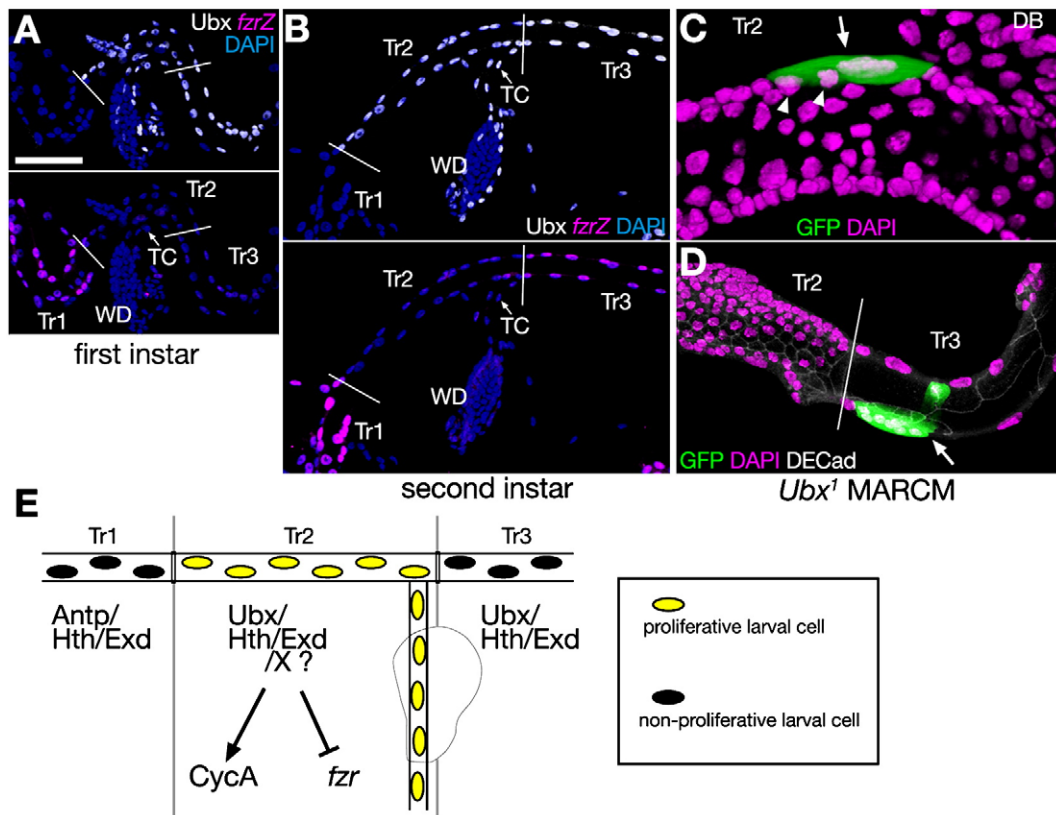 A
Ubx fzrZ
DAPI
Tr2
TC
Tr3
WD
Tr1
first instar
B
Tr2
Tr3
TC
WD
Tr1
Ubx fzrZ DAPI
Tr2
Tr3
TC
WD
Tr1
second instar
C
Tr2
DB
GFP DAPI
D
Tr2
Tr3
GFP DAPI DECad
Ubx¹ MARCM
E
Tr1
Tr2
Tr3
Antp/
Hth/Exd
Ubx/
Hth/Exd
/X ?
Ubx/
Hth/Exd
CycA
fzr
proliferative larval cell
non-proliferative larval cell